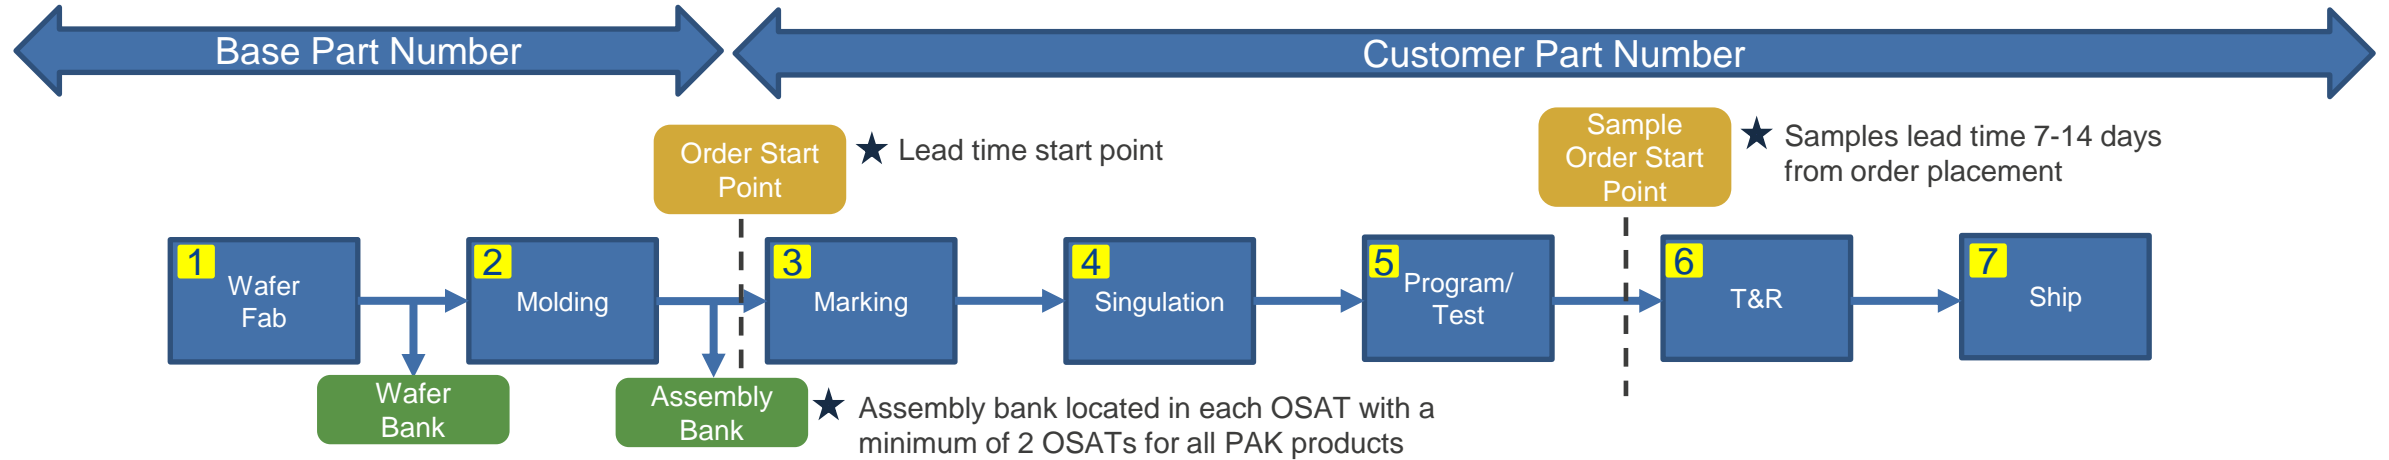 Base Part Number
Customer Part Number
Order Start
Point
Lead time start point
Sample
Order Start
Point
Samples lead time 7-14 days
from order placement
1
Wafer
Fab
2
Molding
3
Marking
4
Singulation
5
Program/
Test
6
T&R
7
Ship
Wafer
Bank
Assembly
Bank
Assembly bank located in each OSAT with a
minimum of 2 OSATs for all PAK products